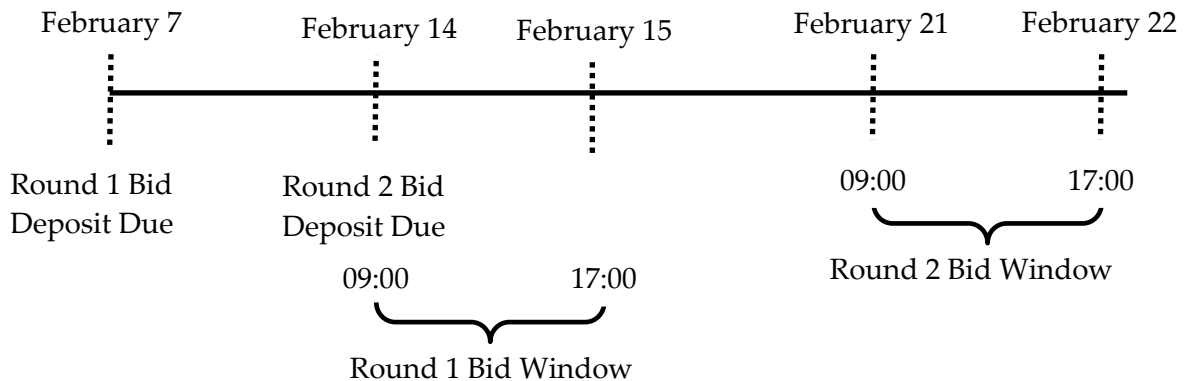 February 7
February 14
February 15
February 21
February 22
Round 1 Bid
Deposit Due
Round 2 Bid
Deposit Due
09:00
17:00
Round 2 Bid Window
09:00
17:00
Round 1 Bid Window